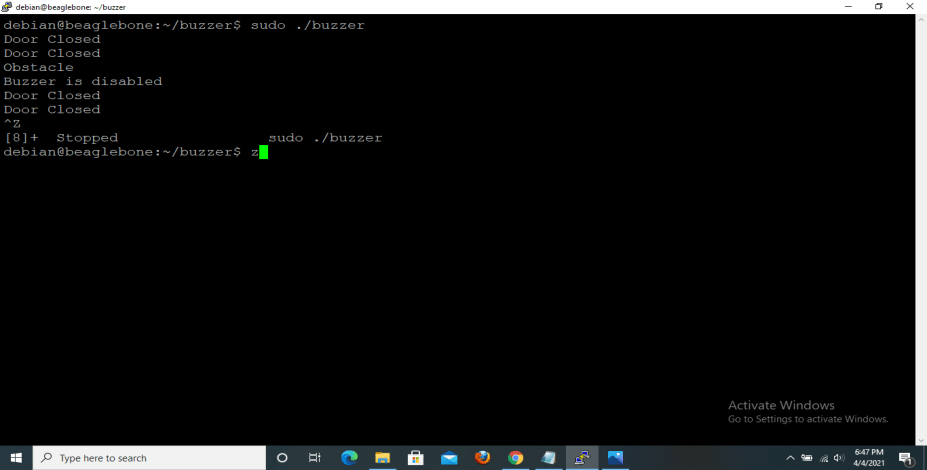 debian@beaglebone: ~/buzzer
debian@beaglebone:~/buzzer$ sudo ./buzzer
Door Closed
Door Closed
Obstacle
Buzzer is disabled
Door Closed
Door Closed
^Z
[8]+  Stopped                 sudo ./buzzer
debian@beaglebone:~/buzzer$ z
Activate Windows
Go to Settings to activate Windows.
Type here to search
6:47 PM
4/4/2021
1